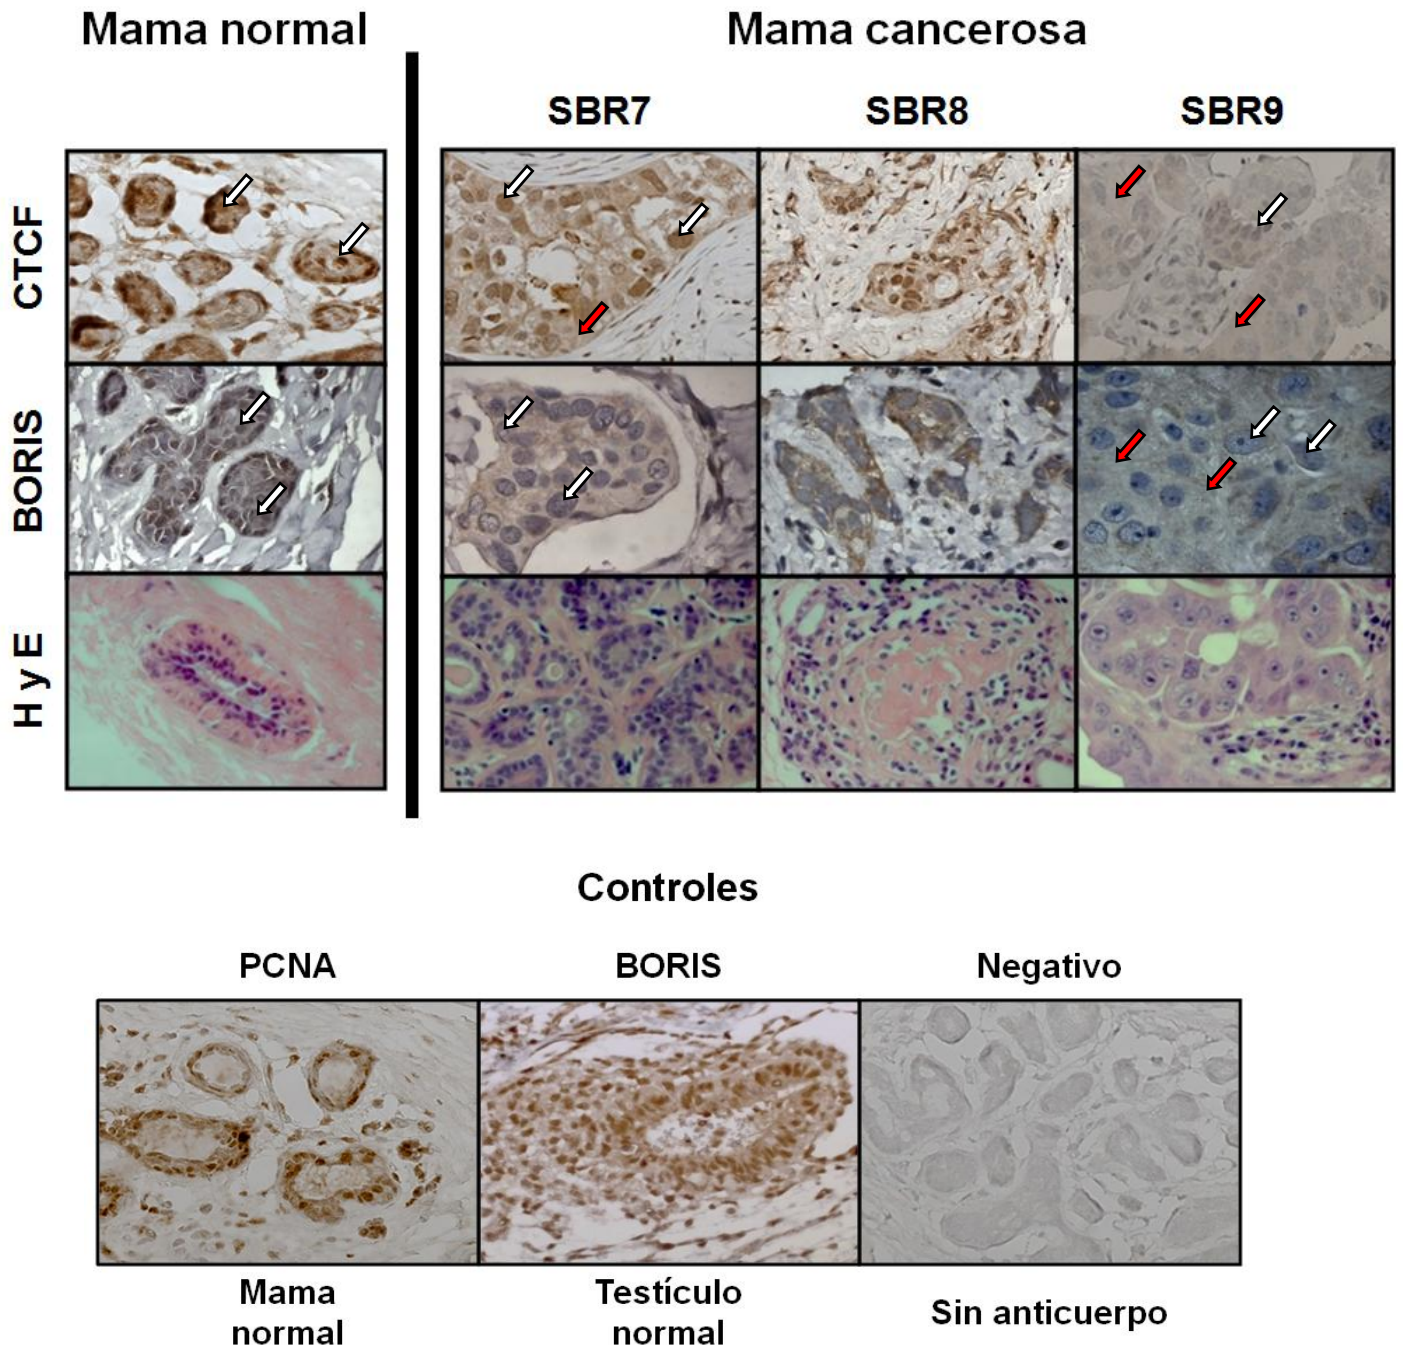 Mama normal
Mama cancerosa
SBR7
SBR8
SBR9
CTCF
BORIS
H y E
Controles
PCNA
BORIS
Negativo
Mama
normal
Testículo
normal
Sin anticuerpo